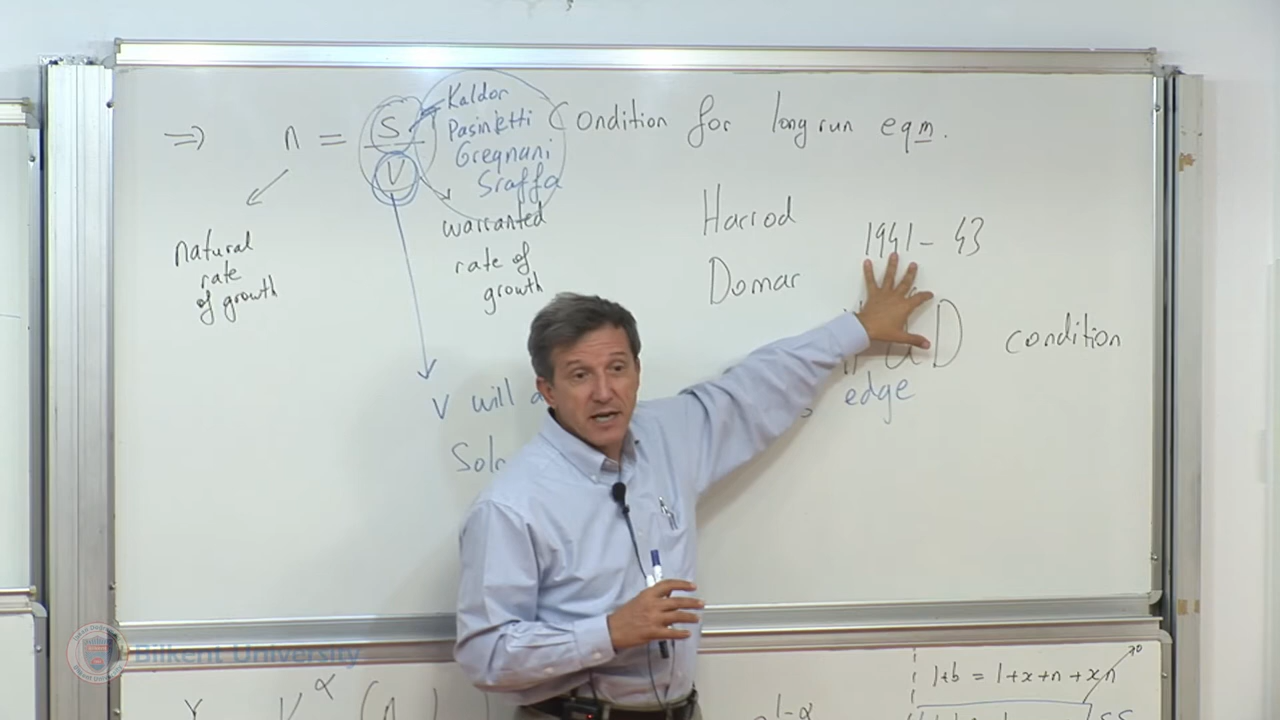 ⇒ n = S/V Condition for long run eqm.
Kaldor
Pasinetti
Gregnani
Sraffa
natural
rate
of growth
warranted
rate of
growth
Harrod
1941 - 43
Domar
condition
V will
edge
Bilkent University
1+b = 1+x+n+xn
1-α